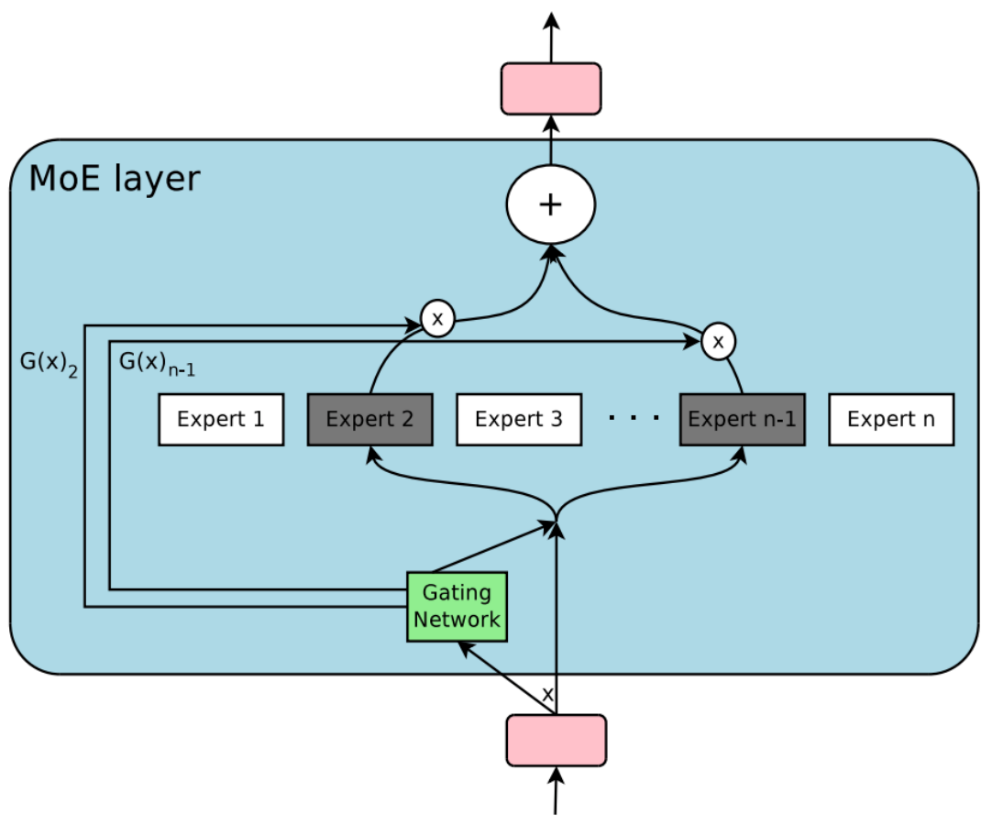 MoE layer
+
x
x
G(x)₂
G(x)ₙ₋₁
Expert 1
Expert 2
Expert 3
. . .
Expert n-1
Expert n
Gating
Network
x